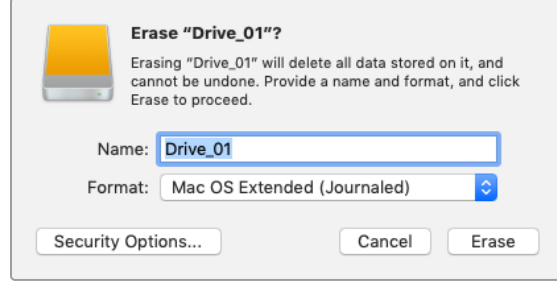 Erase “Drive_01”?
Erasing “Drive_01” will delete all data stored on it, and
cannot be undone. Provide a name and format, and click
Erase to proceed.
Name: Drive_01
Format: Mac OS Extended (Journaled)
Security Options... Cancel Erase